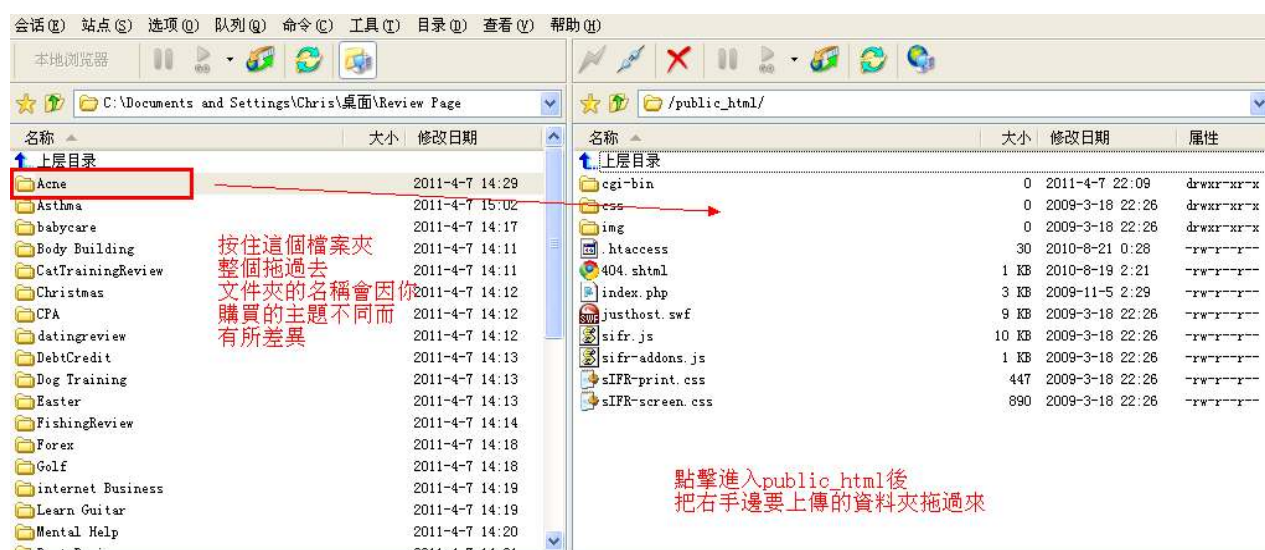 会话(E) 站点(S) 选项(O) 队列(Q) 命令(C) 工具(T) 目录(D) 查看(V) 帮助(H)
本地浏览器
C:\Documents and Settings\Chris\桌面\Review Page
/public_html/
名称 大小 修改日期
上层目录
Acne 2011-4-7 14:29
Asthma 2011-4-7 15:02
babycare 2011-4-7 14:17
Body Building 2011-4-7 14:11
CatTrainingReview 2011-4-7 14:11
Christmas 2011-4-7 14:12
CPA 2011-4-7 14:12
datingreview 2011-4-7 14:12
DebtCredit 2011-4-7 14:13
Dog Training 2011-4-7 14:13
Easter 2011-4-7 14:13
FishingReview 2011-4-7 14:14
Forex 2011-4-7 14:18
Golf 2011-4-7 14:18
internet Business 2011-4-7 14:19
Learn Guitar 2011-4-7 14:19
Mental Help 2011-4-7 14:20
按住這個檔案夾
整個拖過去
文件夾的名稱會因你
購買的主題不同而
有所差異
名称 大小 修改日期 属性
上层目录
cgi-bin 0 2011-4-7 22:09 drwxr-xr-x
css 0 2009-3-18 22:26 drwxr-xr-x
img 0 2009-3-18 22:26 drwxr-xr-x
.htaccess 30 2010-8-21 0:28 -rw-r--r--
404.shtml 1 KB 2010-8-19 2:21 -rw-r--r--
index.php 3 KB 2009-11-5 2:29 -rw-r--r--
justhost.swf 9 KB 2009-3-18 22:26 -rw-r--r--
sifr.js 10 KB 2009-3-18 22:26 -rw-r--r--
sifr-addons.js 1 KB 2009-3-18 22:26 -rw-r--r--
sIFR-print.css 447 2009-3-18 22:26 -rw-r--r--
sIFR-screen.css 890 2009-3-18 22:26 -rw-r--r--
點擊進入public_html後
把右手邊要上傳的資料夾拖過來